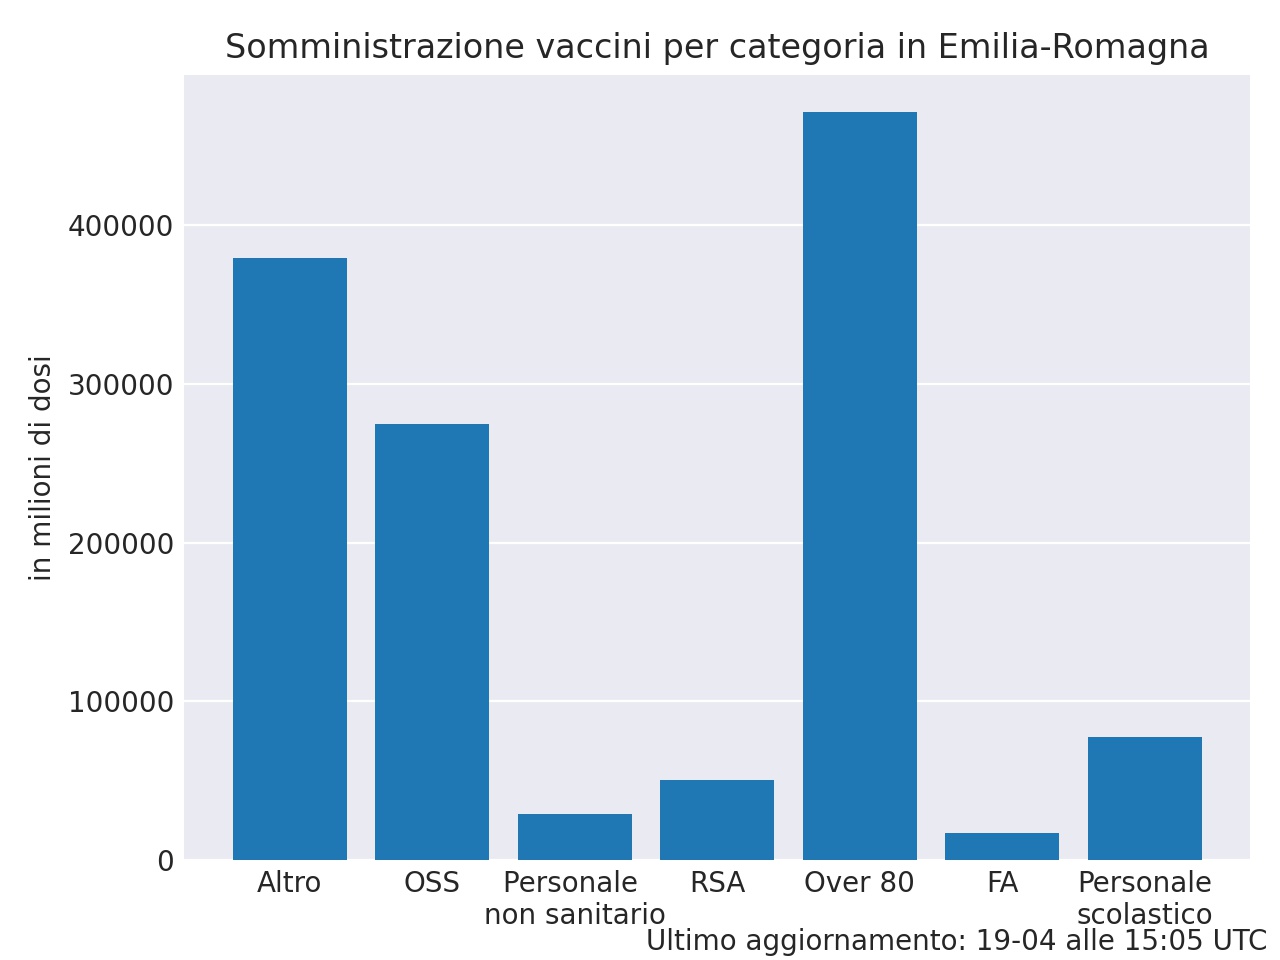 Somministrazione vaccini per categoria in Emilia-Romagna
in milioni di dosi
400000
300000
200000
100000
0
Altro
OSS
Personale
non sanitario
RSA
Over 80
FA
Personale
scolastico
Ultimo aggiornamento: 19-04 alle 15:05 UTC